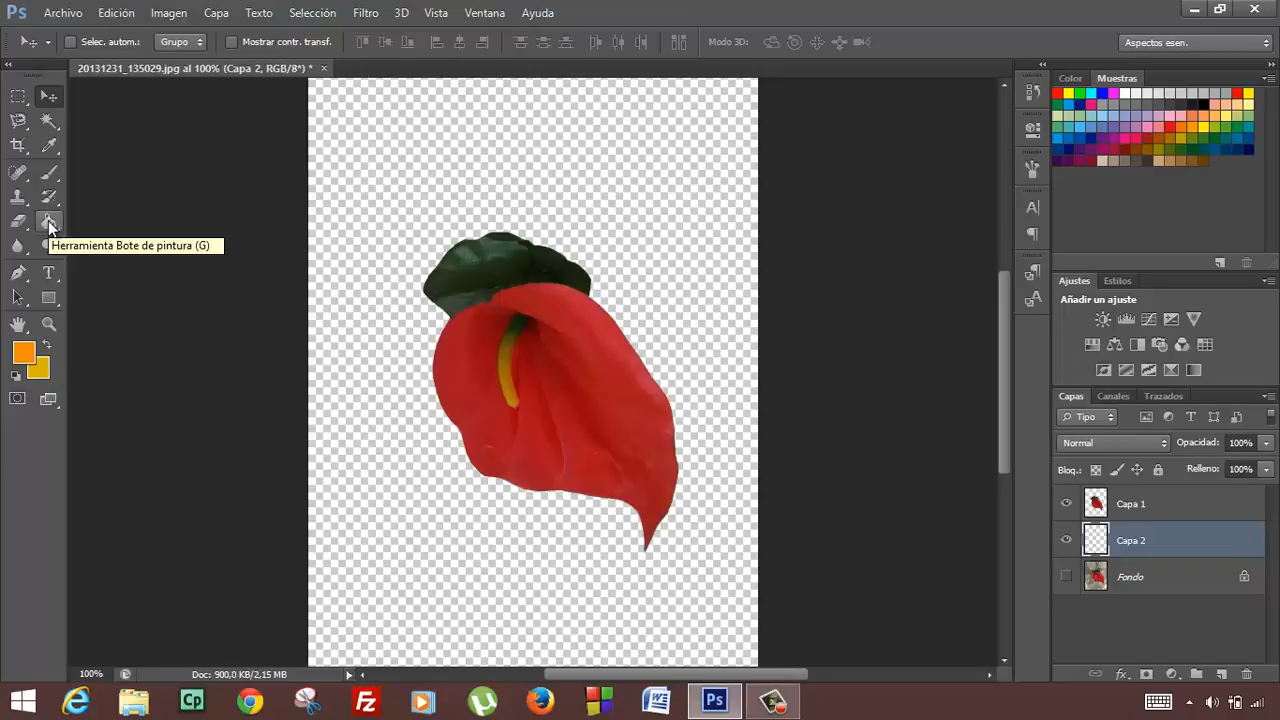 Ps Archivo Edición Imagen Capa Texto Selección Filtro 3D Vista Ventana Ayuda
Selec. autom.: Grupo Mostrar contr. transf. Modo 3D: Aspectos esen.
20131231_135029.jpg al 100% (Capa 2, RGB/8*) * ×
Color Muestras
Herramienta Bote de pintura (G)
Ajustes Estilos
Añadir un ajuste
Capas Canales Trazados
Tipo
Normal Opacidad: 100%
Bloq.: Relleno: 100%
Capa 1
Capa 2
Fondo
100% Doc: 900,0 KB/2,15 MB
Cp Fz W Ps